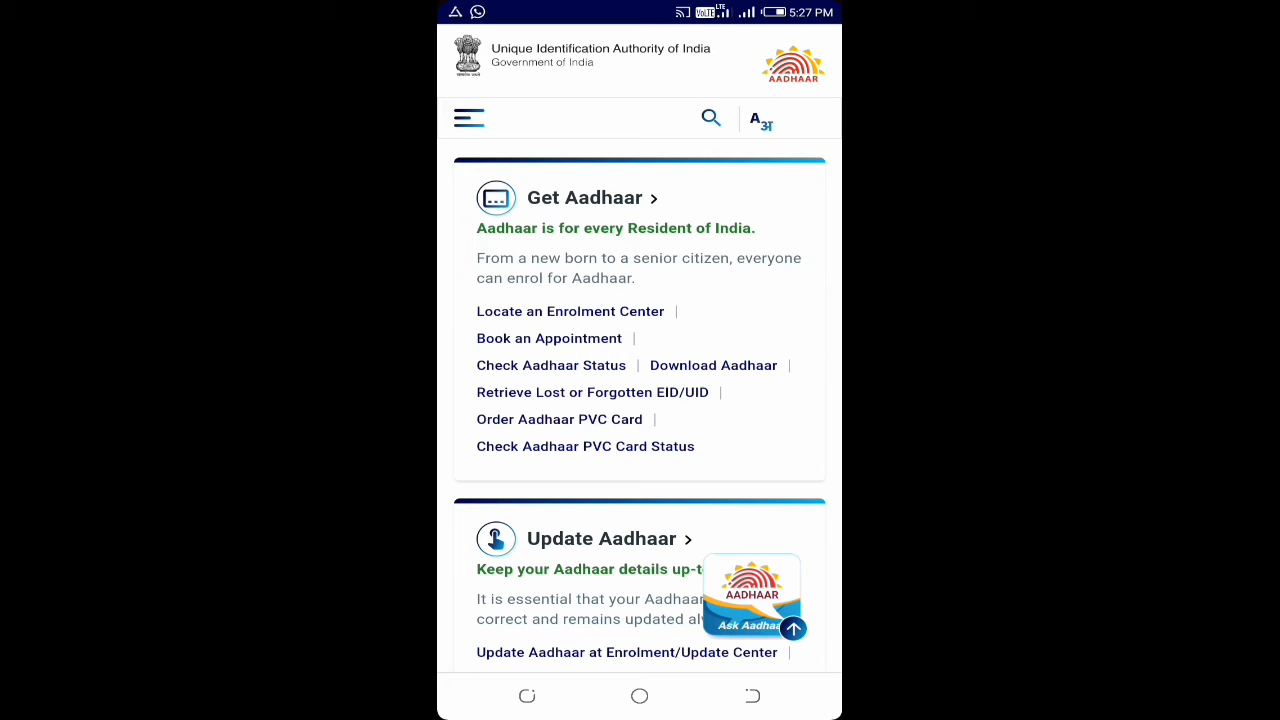 VoLTE LTE 5:27 PM
Unique Identification Authority of India
Government of India
AADHAAR
A अ
Get Aadhaar >
Aadhaar is for every Resident of India.
From a new born to a senior citizen, everyone
can enrol for Aadhaar.
Locate an Enrolment Center |
Book an Appointment |
Check Aadhaar Status | Download Aadhaar |
Retrieve Lost or Forgotten EID/UID |
Order Aadhaar PVC Card |
Check Aadhaar PVC Card Status
Update Aadhaar >
Keep your Aadhaar details up-t
It is essential that your Aadhaar
correct and remains updated al
AADHAAR
Ask Aadhaa
Update Aadhaar at Enrolment/Update Center |